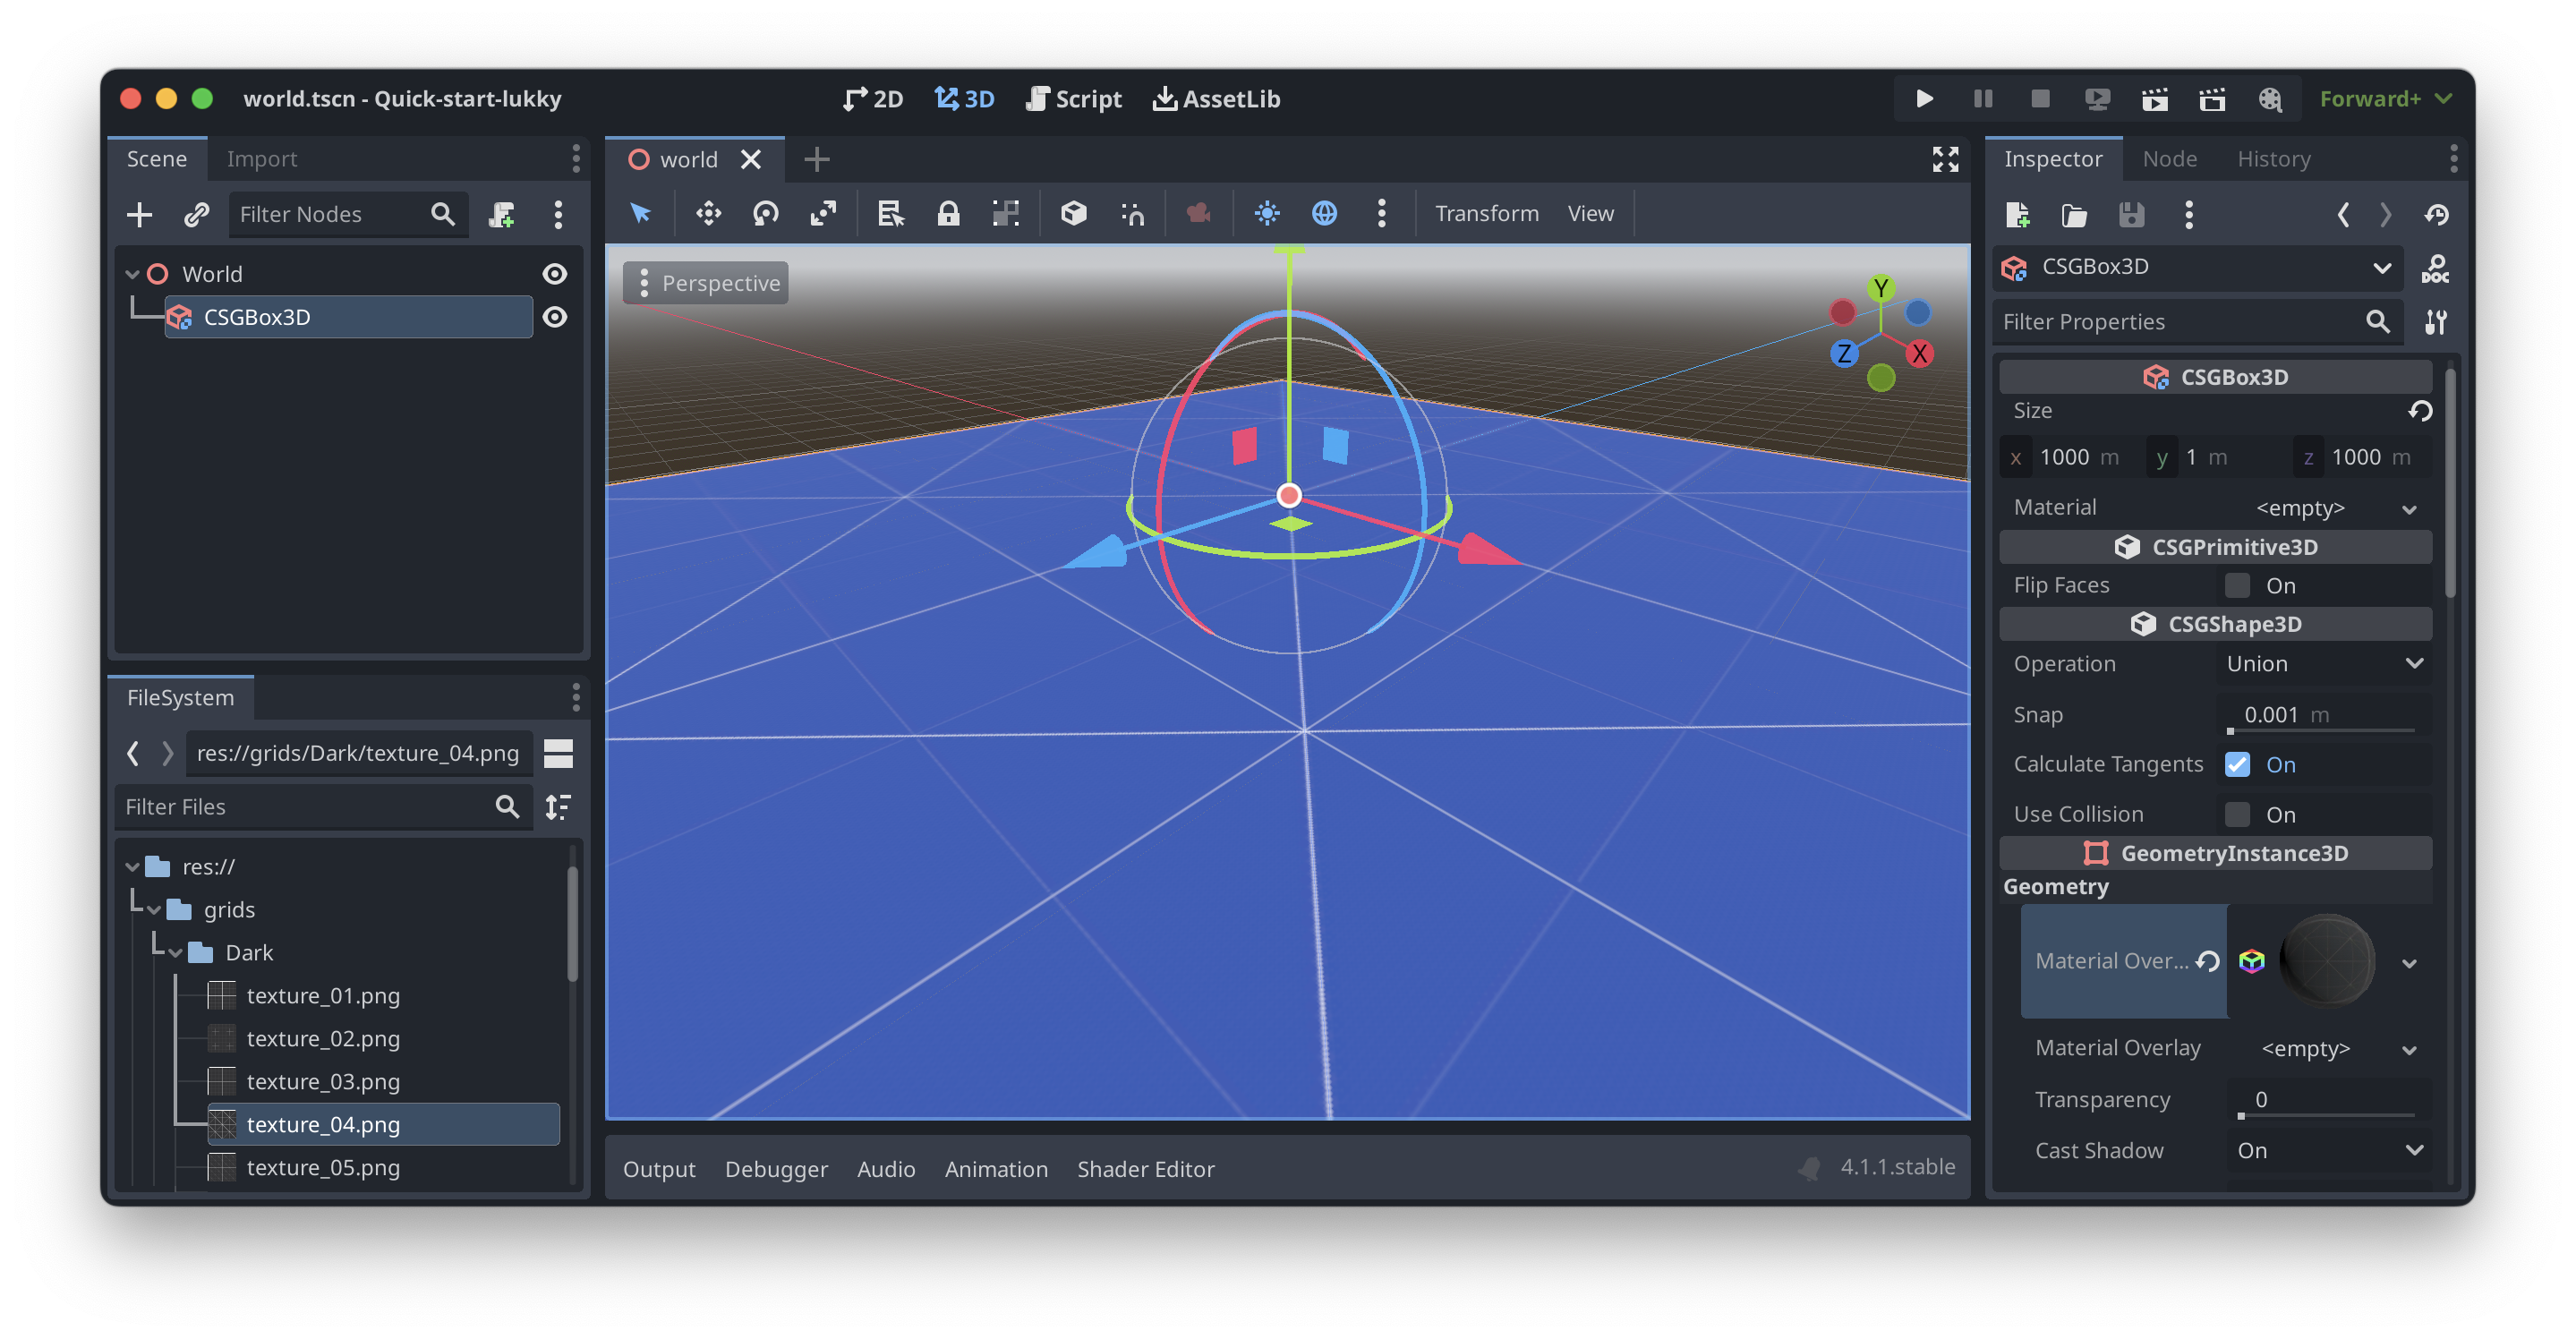 world.tscn - Quick-start-lukky
2D 3D Script AssetLib
Forward+
Scene Import
Filter Nodes
World
CSGBox3D
FileSystem
res://grids/Dark/texture_04.png
Filter Files
res://
grids
Dark
texture_01.png
texture_02.png
texture_03.png
texture_04.png
texture_05.png
world
Transform View
Perspective
Y
Z X
Output Debugger Audio Animation Shader Editor 4.1.1.stable
Inspector Node History
CSGBox3D
DOC
Filter Properties
CSGBox3D
Size
x 1000 m y 1 m z 1000 m
Material <empty>
CSGPrimitive3D
Flip Faces On
CSGShape3D
Operation Union
Snap 0.001 m
Calculate Tangents On
Use Collision On
GeometryInstance3D
Geometry
Material Over...
Material Overlay <empty>
Transparency 0
Cast Shadow On